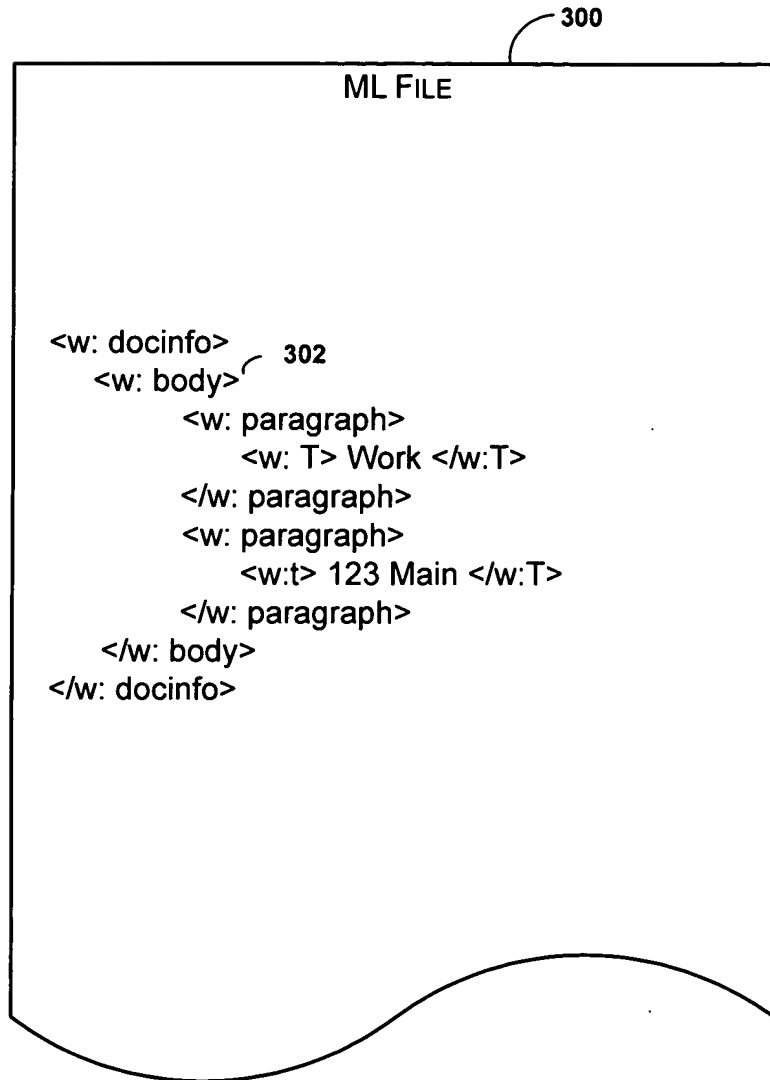 300
ML FILE
<w: docinfo>
302
<w: body>
<w: paragraph>
<w: T> Work </w:T>
</w: paragraph>
<w: paragraph>
<w:t> 123 Main </w:T>
</w: paragraph>
</w: body>
</w: docinfo>